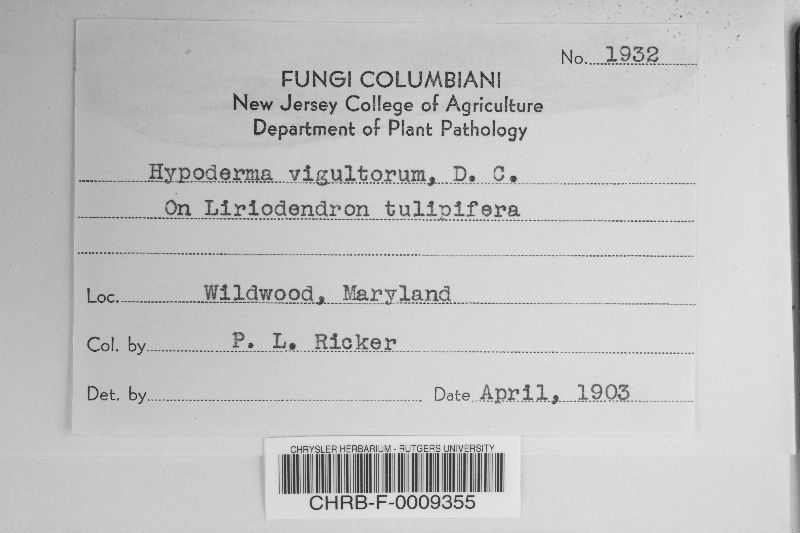 No. 1932
FUNGI COLUMBIANI
New Jersey College of Agriculture
Department of Plant Pathology
Hypoderma vigultorum, D. C.
On Liriodendron tulipifera
Loc. Wildwood, Maryland
Col. by P. L. Ricker
Det. by Date April, 1903
CHRYSLER HERBARIUM - RUTGERS UNIVERSITY
CHRB-F-0009355